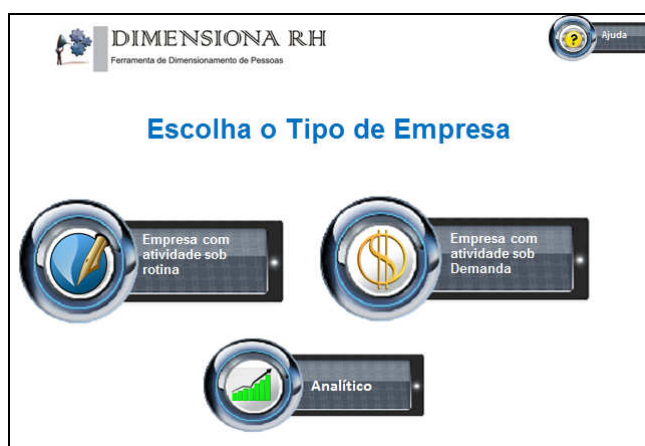 DIMENSIONA RH
Ferramenta de Dimensionamento de Pessoas
? Ajuda
Escolha o Tipo de Empresa
Empresa com
atividade sob
rotina
$
Empresa com
atividade sob
Demanda
Analítico